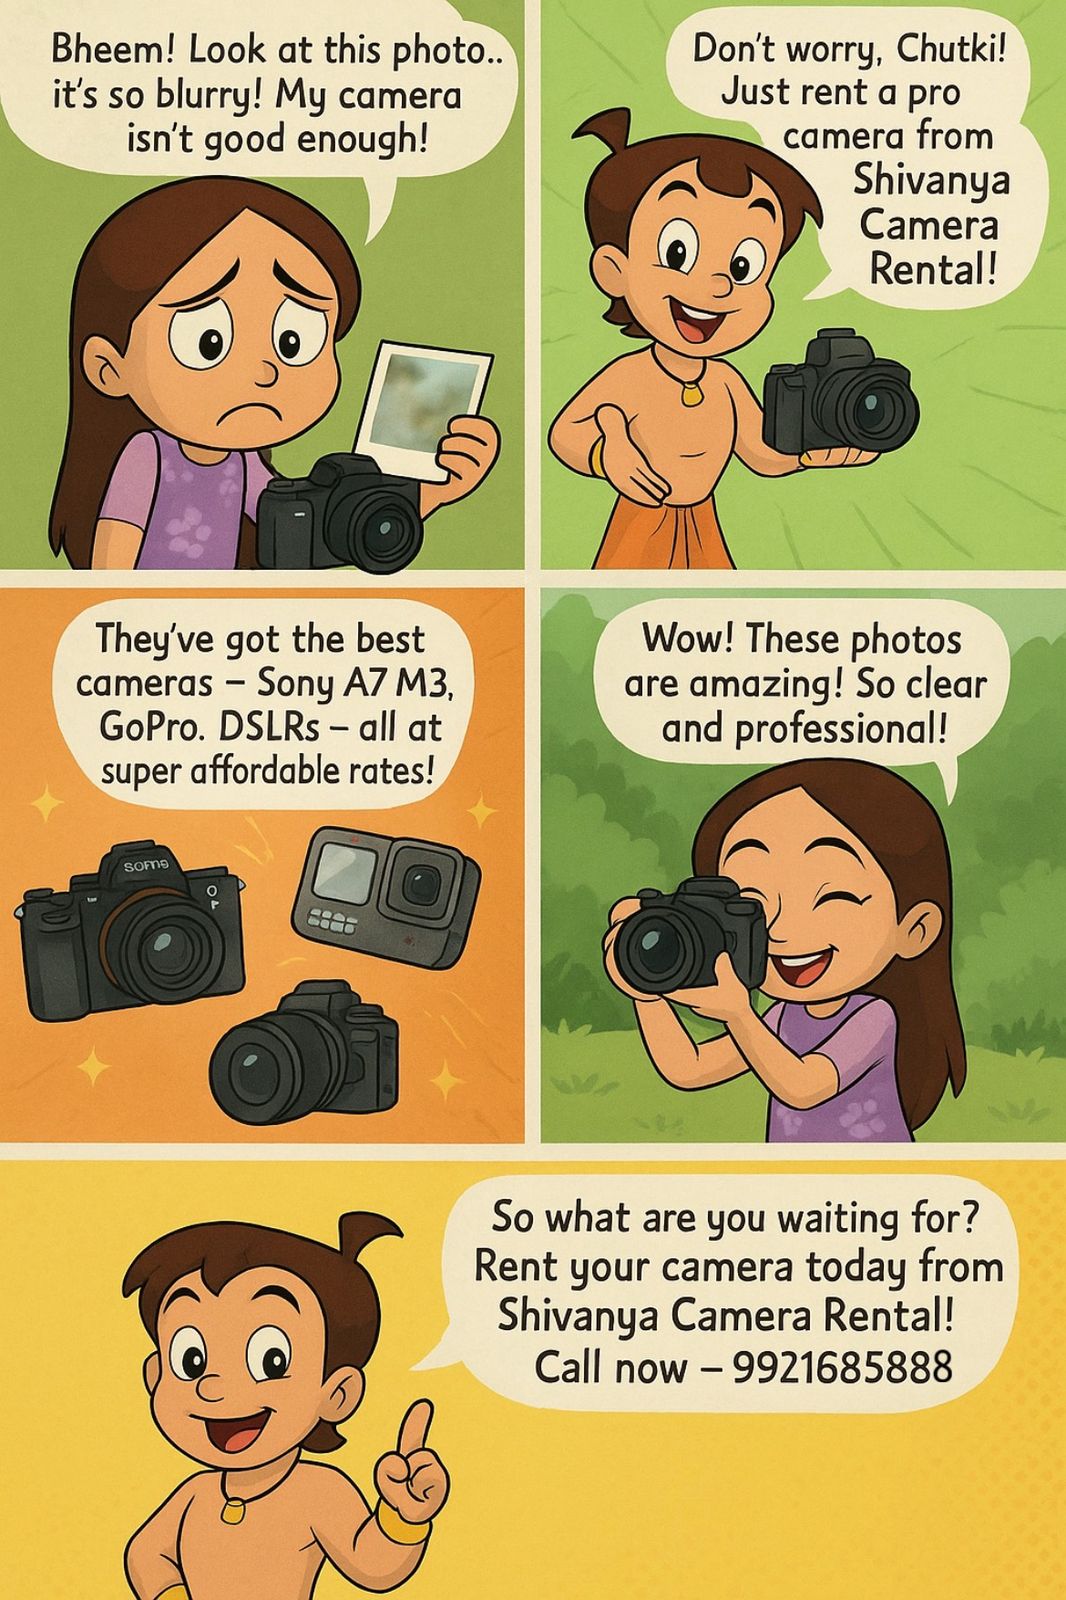 Bheem! Look at this photo..
it's so blurry! My camera
isn't good enough!
Don't worry, Chutki!
Just rent a pro
camera from
Shivanya
Camera
Rental!
They've got the best
cameras – Sony A7 M3,
GoPro. DSLRs – all at
super affordable rates!
Wow! These photos
are amazing! So clear
and professional!
So what are you waiting for?
Rent your camera today from
Shivanya Camera Rental!
Call now – 9921685888